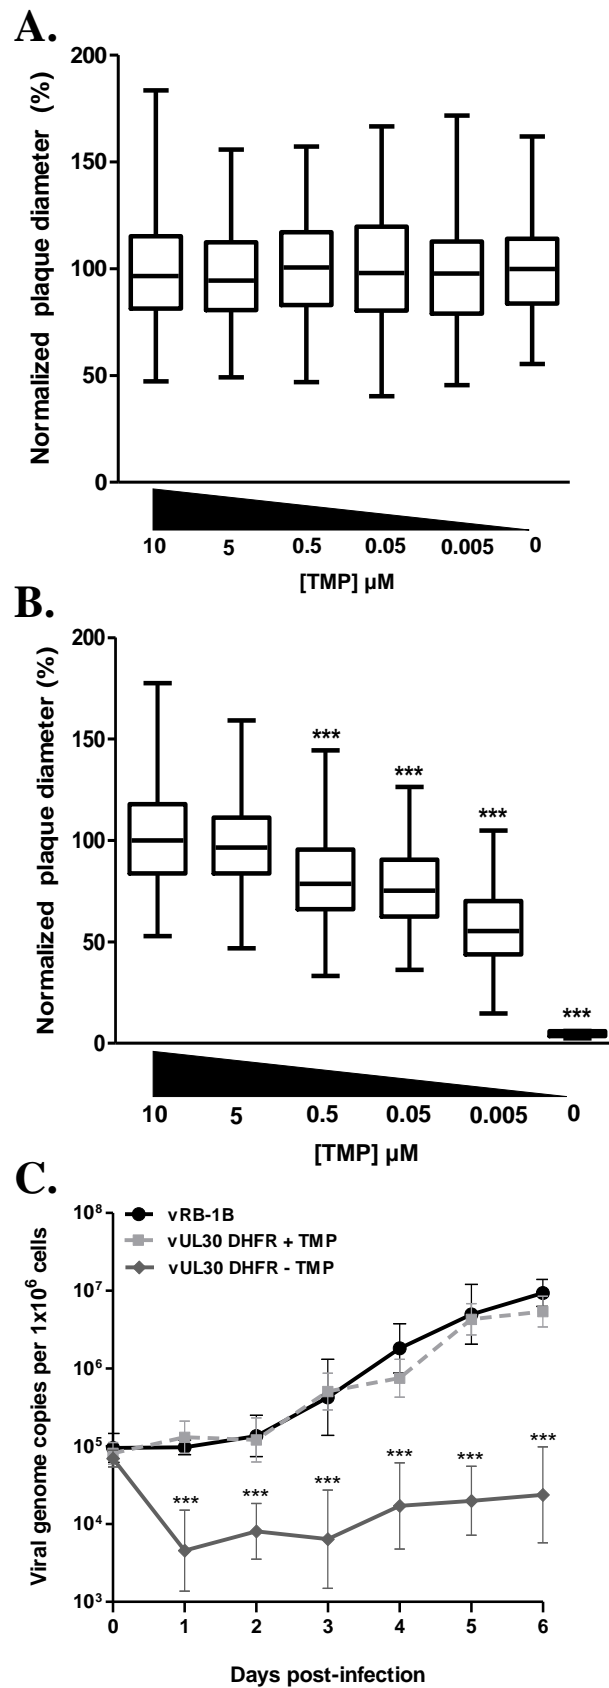 A.
Normalized plaque diameter (%)
200
150
100
50
0
10 5 0.5 0.05 0.005 0
[TMP] µM
B.
Normalized plaque diameter (%)
200
150
*** 
***
***
100
50
***
0
10 5 0.5 0.05 0.005 0
[TMP] µM
C.
Viral genome copies per 1x10⁶ cells
10⁸
vRB-1B
vUL30 DHFR + TMP
vUL30 DHFR - TMP
10⁷
10⁶
10⁵
*** *** *** *** *** ***
10⁴
10³
0 1 2 3 4 5 6
Days post-infection